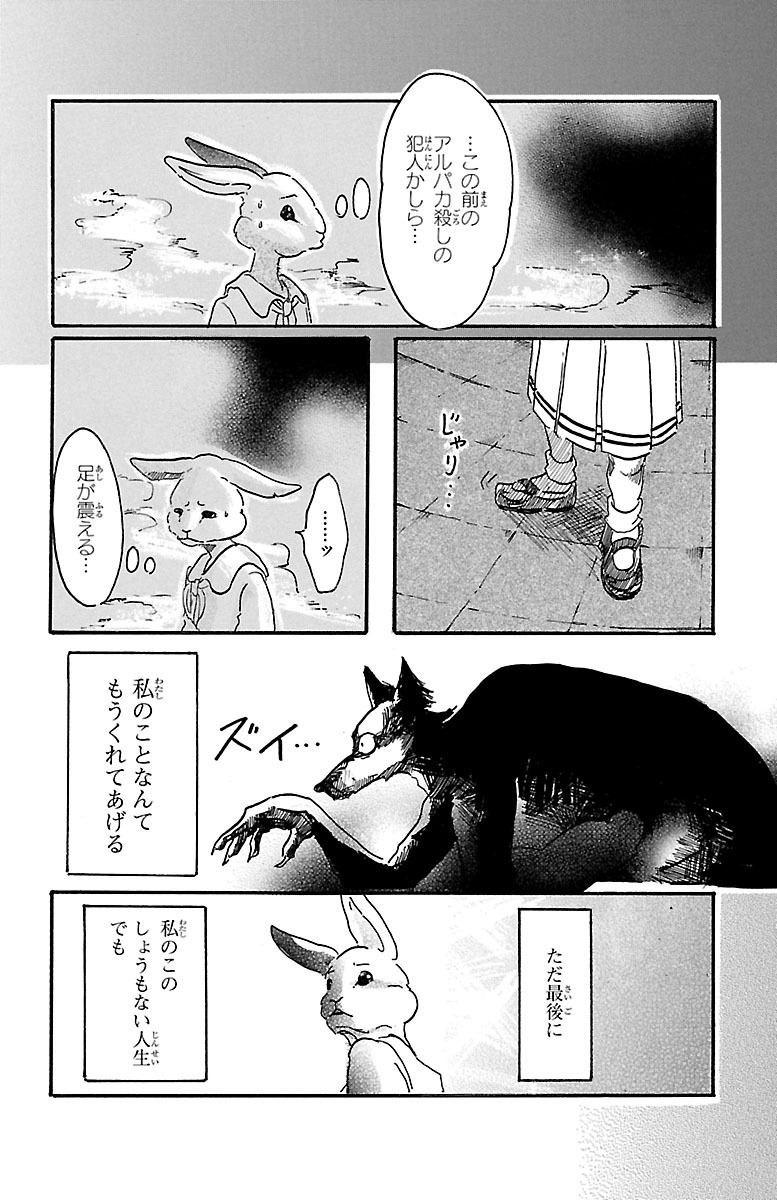 …この前の
アルパカ殺しの
犯人かしら…
じゃり…
……ッ
足が震える…
ズイ…
私のことなんて
もうくれてあげる
ただ最後に
私のこの
しょうもない人生
でも